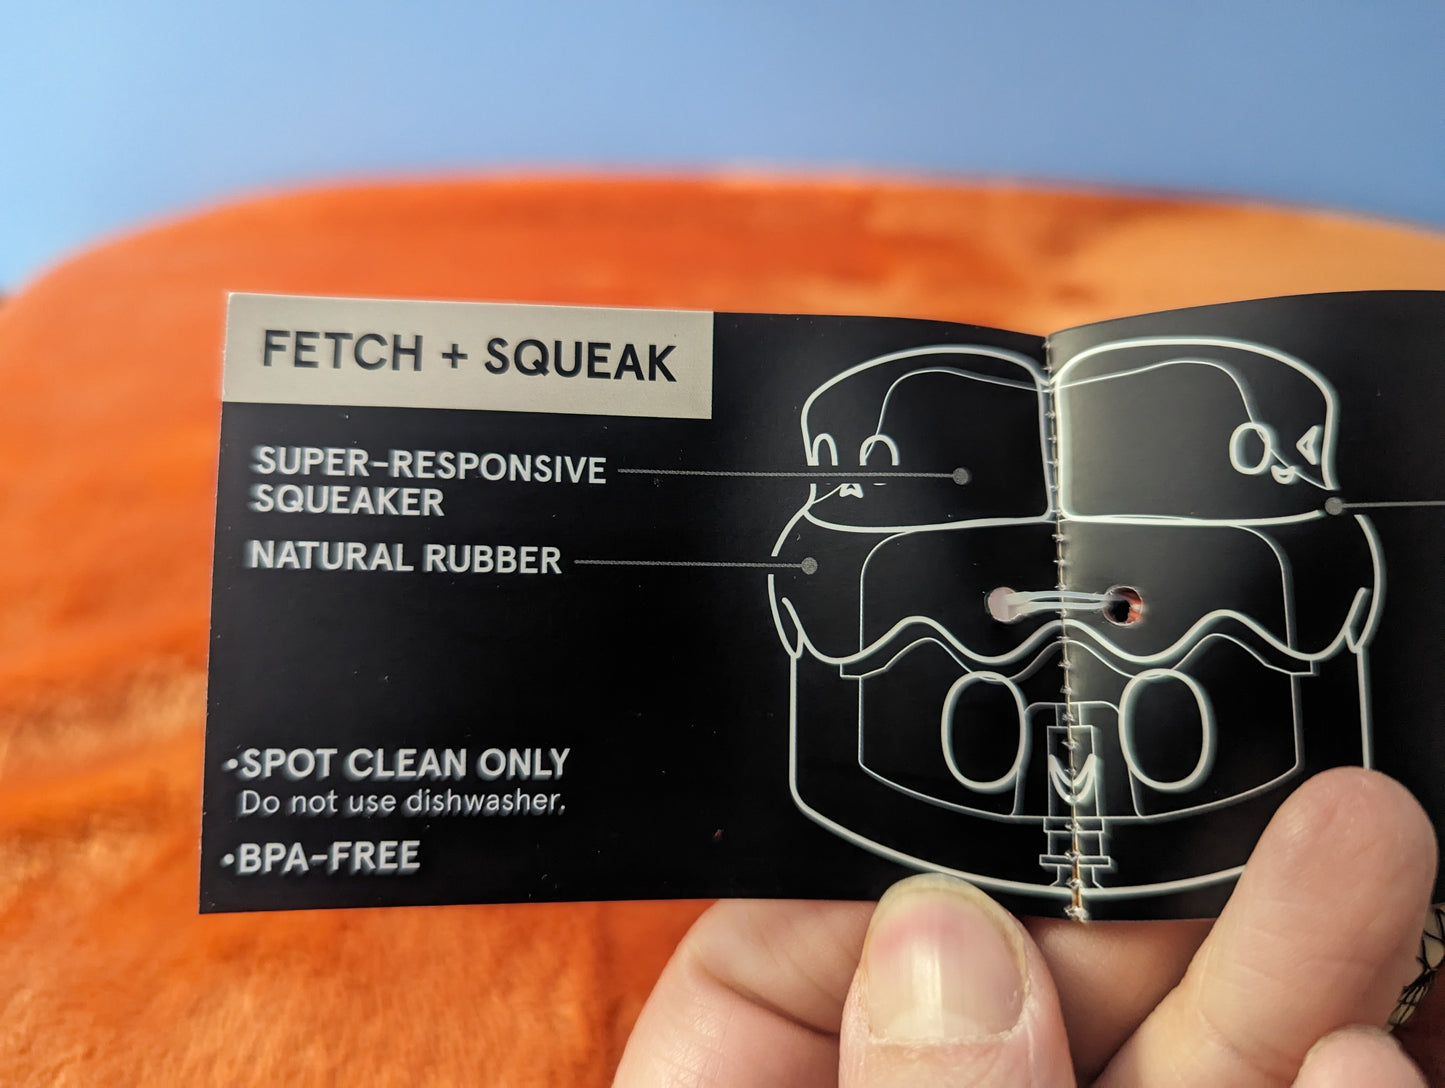 FETCH + SQUEAK
SUPER-RESPONSIVE
SQUEAKER
NATURAL RUBBER
•SPOT CLEAN ONLY
Do not use dishwasher.
•BPA-FREE